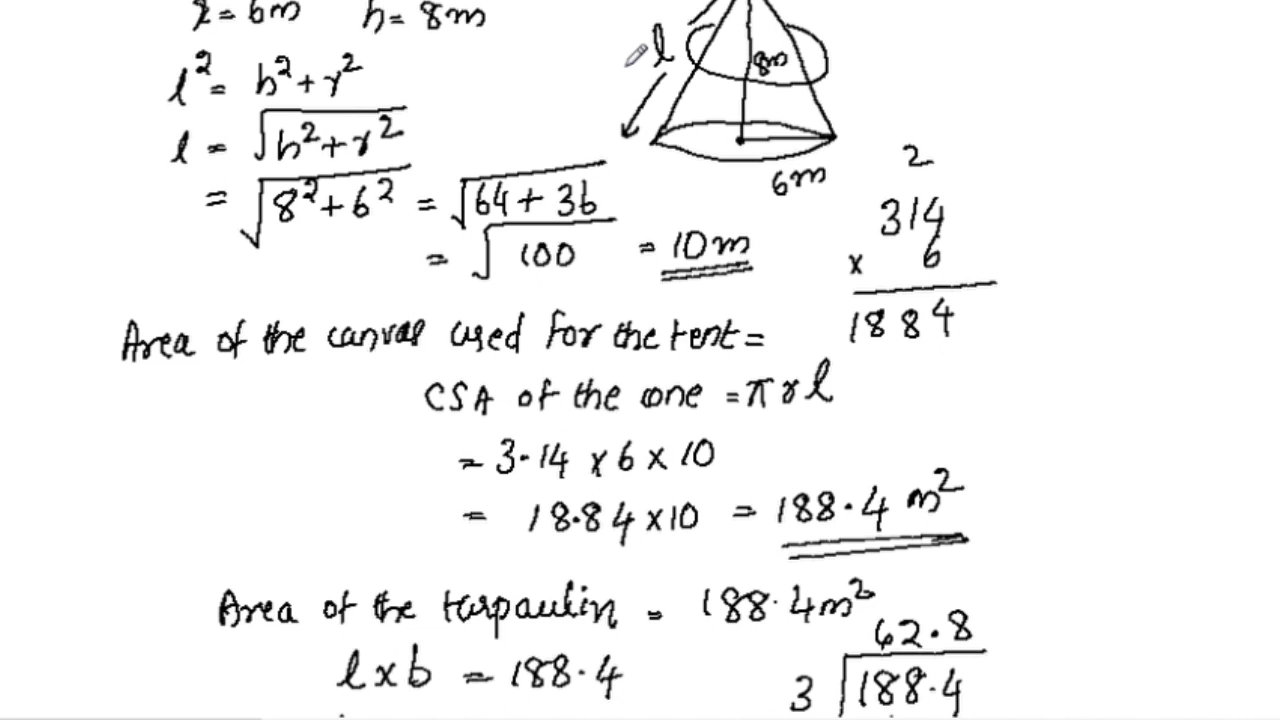 r = 6m h = 8m
l² = h² + r²
l = √h² + r²
= √8² + 6² = √64 + 36
= √100 = 10m
l
8m
6m
2
314
× 6
1884
Area of the canvas used for the tent =
CSA of the cone = π r l
= 3.14 × 6 × 10
= 18.84 × 10 = 188.4 m²
Area of the tarpaulin = 188.4m²
l × b = 188.4
62.8
3 √188.4